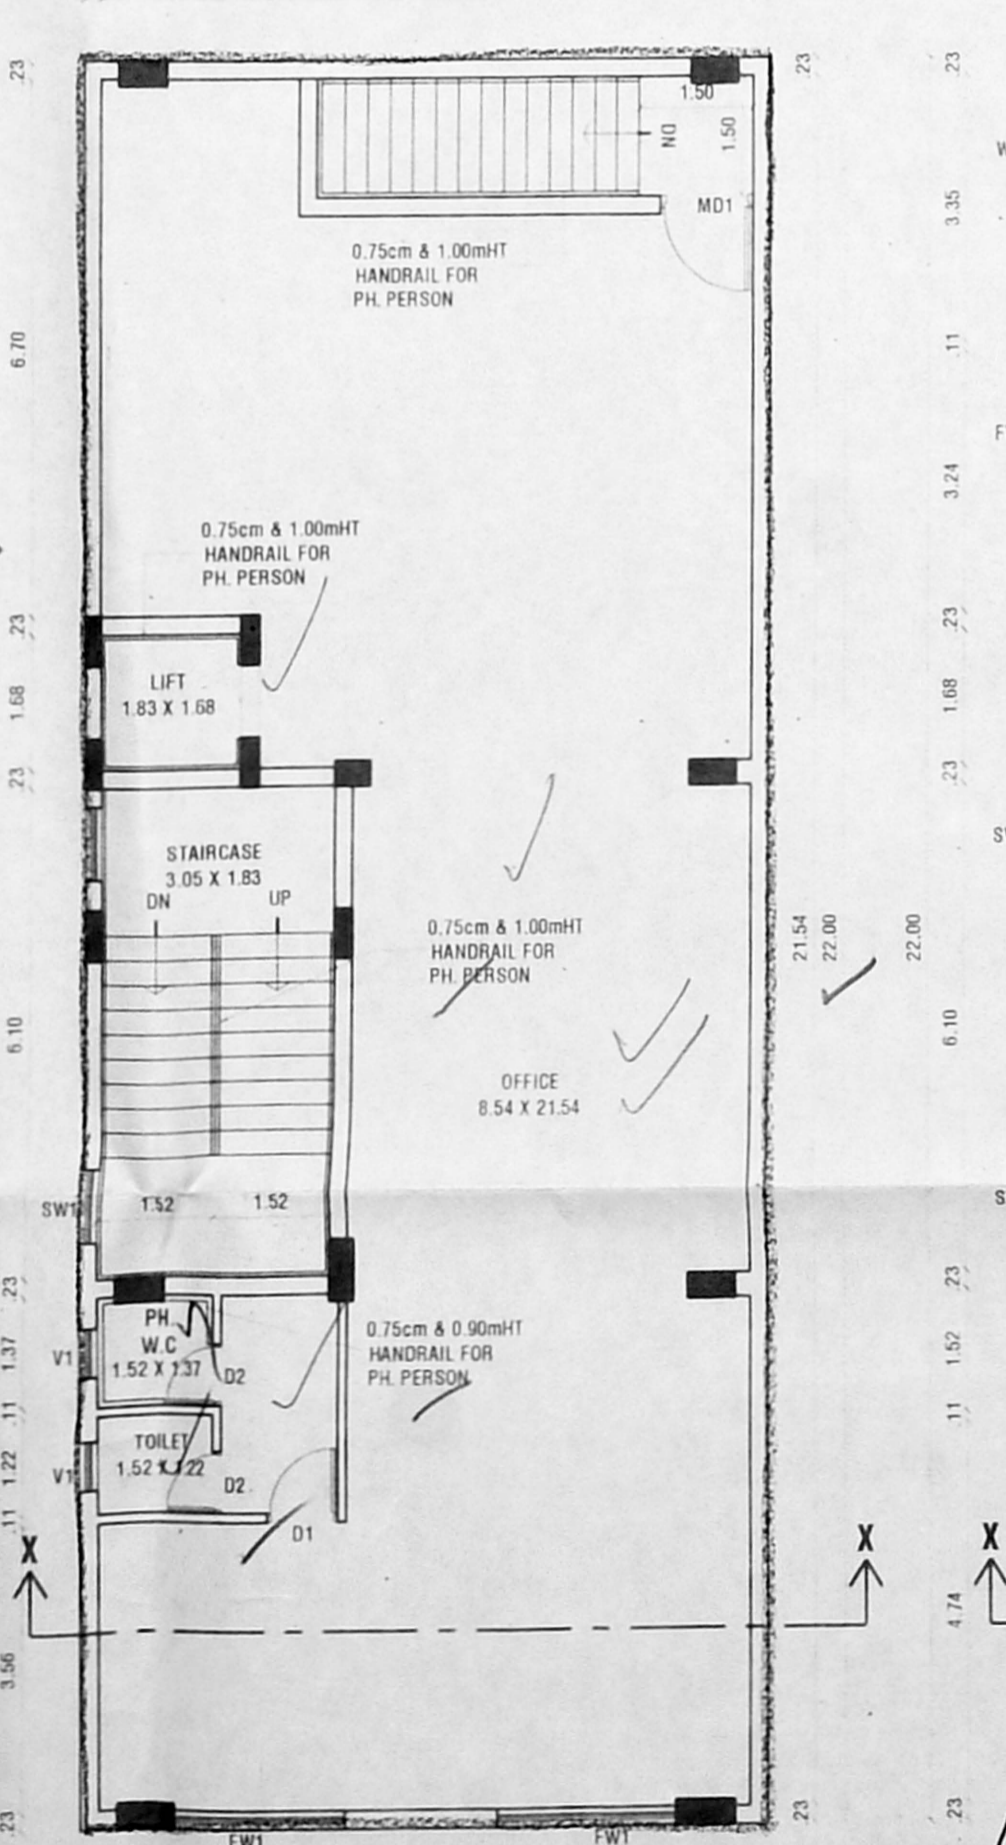 .23
.23
.23
1.50
1.50
DN
MD1
3.35
0.75cm & 1.00mHT
HANDRAIL FOR
PH. PERSON
6.70
.11
3.24
0.75cm & 1.00mHT
HANDRAIL FOR
PH. PERSON
.23
.23
LIFT
1.83 X 1.68
1.68
1.68
.23
.23
STAIRCASE
3.05 X 1.83
DN
UP
0.75cm & 1.00mHT
HANDRAIL FOR
PH. PERSON
21.54
22.00
22.00
6.10
6.10
OFFICE
8.54 X 21.54
SW1
1.52
1.52
.23
.23
PH.
W.C
1.52 X 1.37
D2
0.75cm & 0.90mHT
HANDRAIL FOR
PH. PERSON
1.37
V1
1.52
.11
.11
TOILET
1.52 X 1.22
D2
1.22
V1
.11
D1
X
X
X
4.74
3.56
.23
.23
.23
FW1
FW1